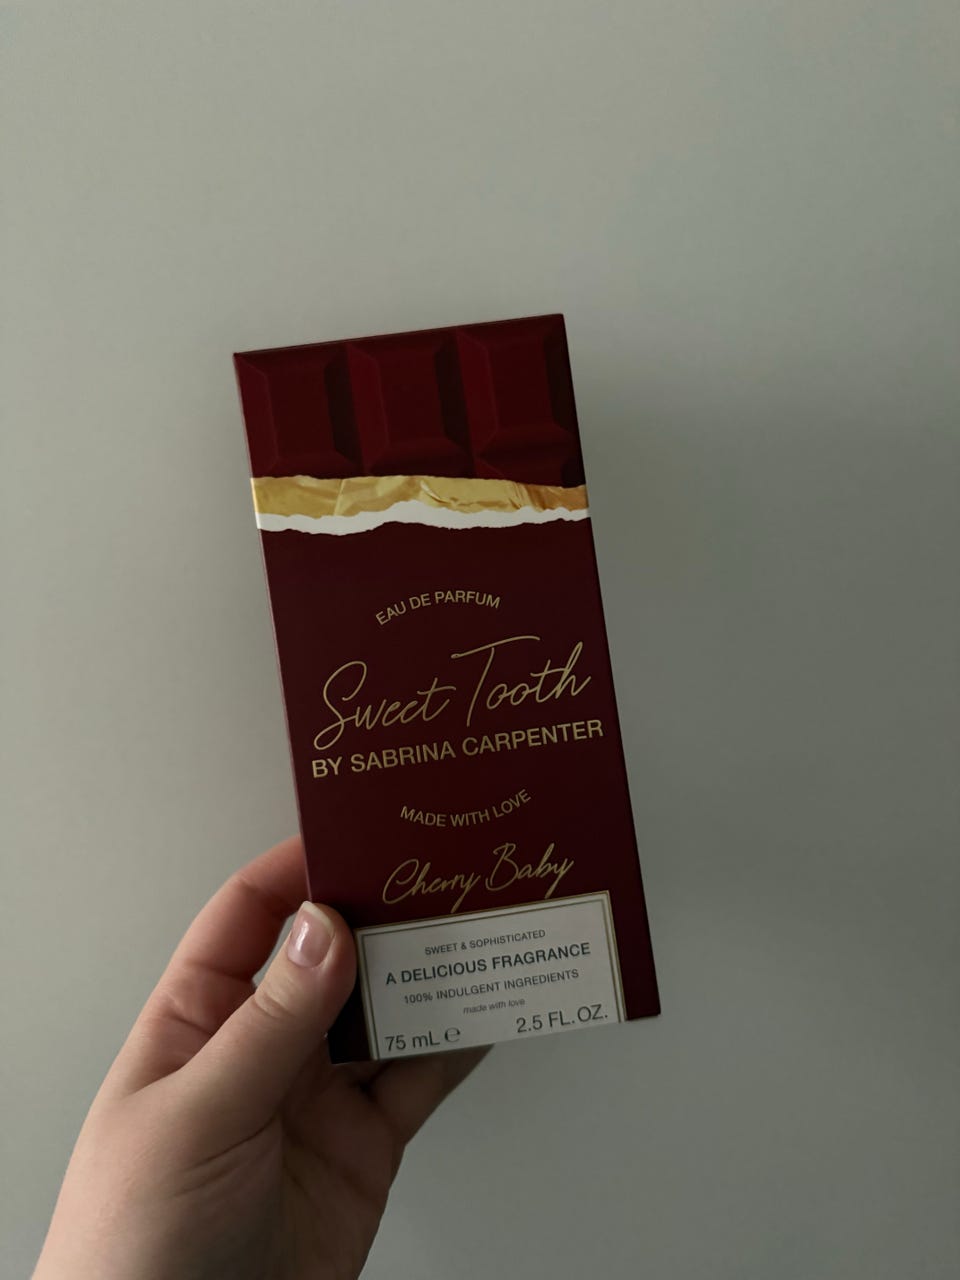 EAU DE PARFUM
Sweet Tooth
BY SABRINA CARPENTER
MADE WITH LOVE
Cherry Baby
SWEET & SOPHISTICATED
A DELICIOUS FRAGRANCE
100% INDULGENT INGREDIENTS
made with love
75 mL ℮ 2.5 FL. OZ.